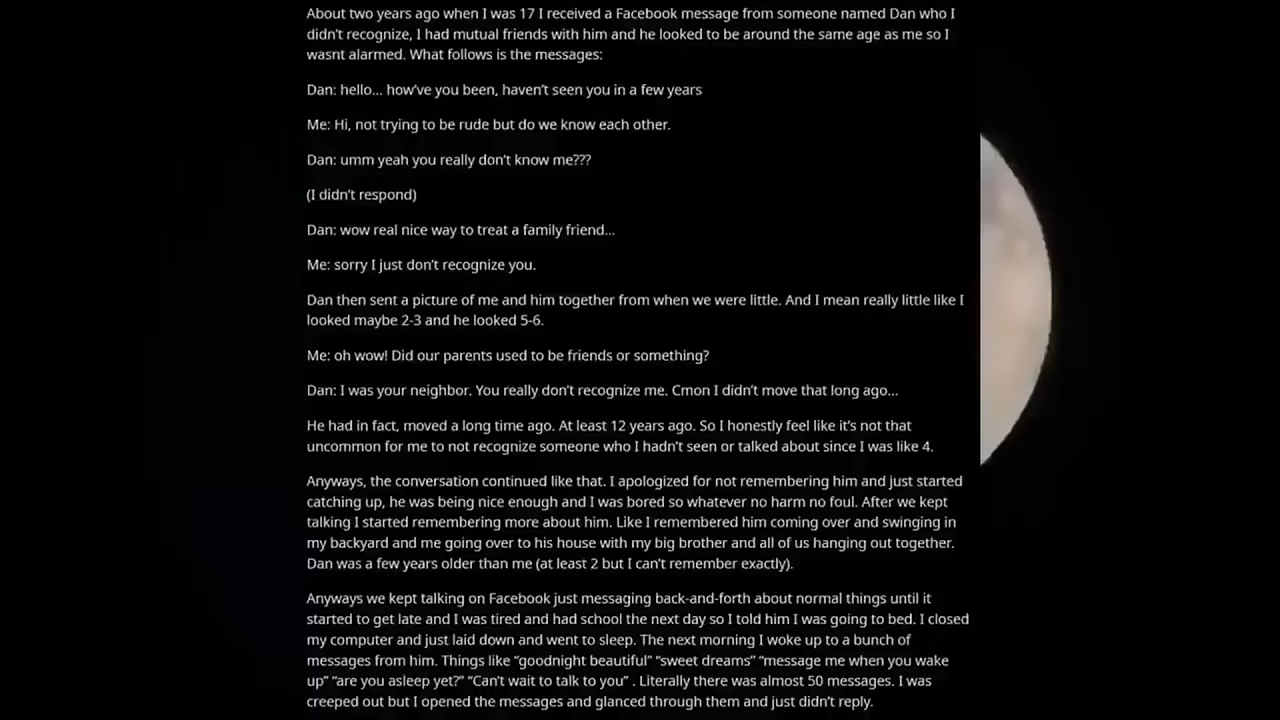 About two years ago when I was 17 I received a Facebook message from someone named Dan who I
didn't recognize, I had mutual friends with him and he looked to be around the same age as me so I
wasnt alarmed. What follows is the messages:
Dan: hello... how've you been, haven't seen you in a few years
Me: Hi, not trying to be rude but do we know each other.
Dan: umm yeah you really don't know me???
(I didn't respond)
Dan: wow real nice way to treat a family friend...
Me: sorry I just don't recognize you.
Dan then sent a picture of me and him together from when we were little. And I mean really little like I
looked maybe 2-3 and he looked 5-6.
Me: oh wow! Did our parents used to be friends or something?
Dan: I was your neighbor. You really don't recognize me. Cmon I didn't move that long ago...
He had in fact, moved a long time ago. At least 12 years ago. So I honestly feel like it's not that
uncommon for me to not recognize someone who I hadn't seen or talked about since I was like 4.
Anyways, the conversation continued like that. I apologized for not remembering him and just started
catching up, he was being nice enough and I was bored so whatever no harm no foul. After we kept
talking I started remembering more about him. Like I remembered him coming over and swinging in
my backyard and me going over to his house with my big brother and all of us hanging out together.
Dan was a few years older than me (at least 2 but I can't remember exactly).
Anyways we kept talking on Facebook just messaging back-and-forth about normal things until it
started to get late and I was tired and had school the next day so I told him I was going to bed. I closed
my computer and just laid down and went to sleep. The next morning I woke up to a bunch of
messages from him. Things like “goodnight beautiful” “sweet dreams” “message me when you wake
up” “are you asleep yet?” “Can't wait to talk to you” . Literally there was almost 50 messages. I was
creeped out but I opened the messages and glanced through them and just didn't reply.